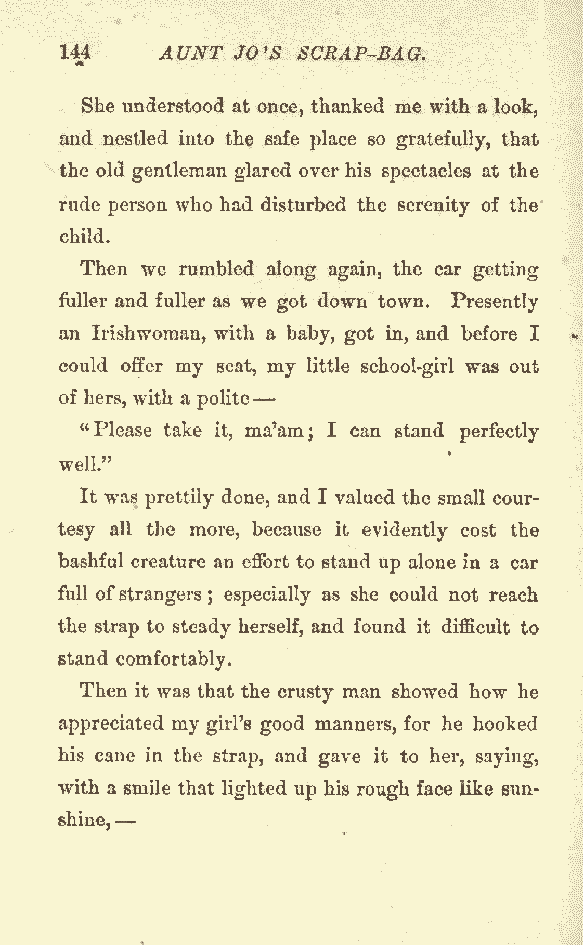 144 AUNT JO'S SCRAP-BAG.
She understood at once, thanked me with a look,
and nestled into the safe place so gratefully, that
the old gentleman glared over his spectacles at the
rude person who had disturbed the serenity of the
child.
Then we rumbled along again, the car getting
fuller and fuller as we got down town. Presently
an Irishwoman, with a baby, got in, and before I
could offer my seat, my little school-girl was out
of hers, with a polite—
“Please take it, ma'am; I can stand perfectly
well.”
It was prettily done, and I valued the small cour-
tesy all the more, because it evidently cost the
bashful creature an effort to stand up alone in a car
full of strangers; especially as she could not reach
the strap to steady herself, and found it difficult to
stand comfortably.
Then it was that the crusty man showed how he
appreciated my girl's good manners, for he hooked
his cane in the strap, and gave it to her, saying,
with a smile that lighted up his rough face like sun-
shine,—